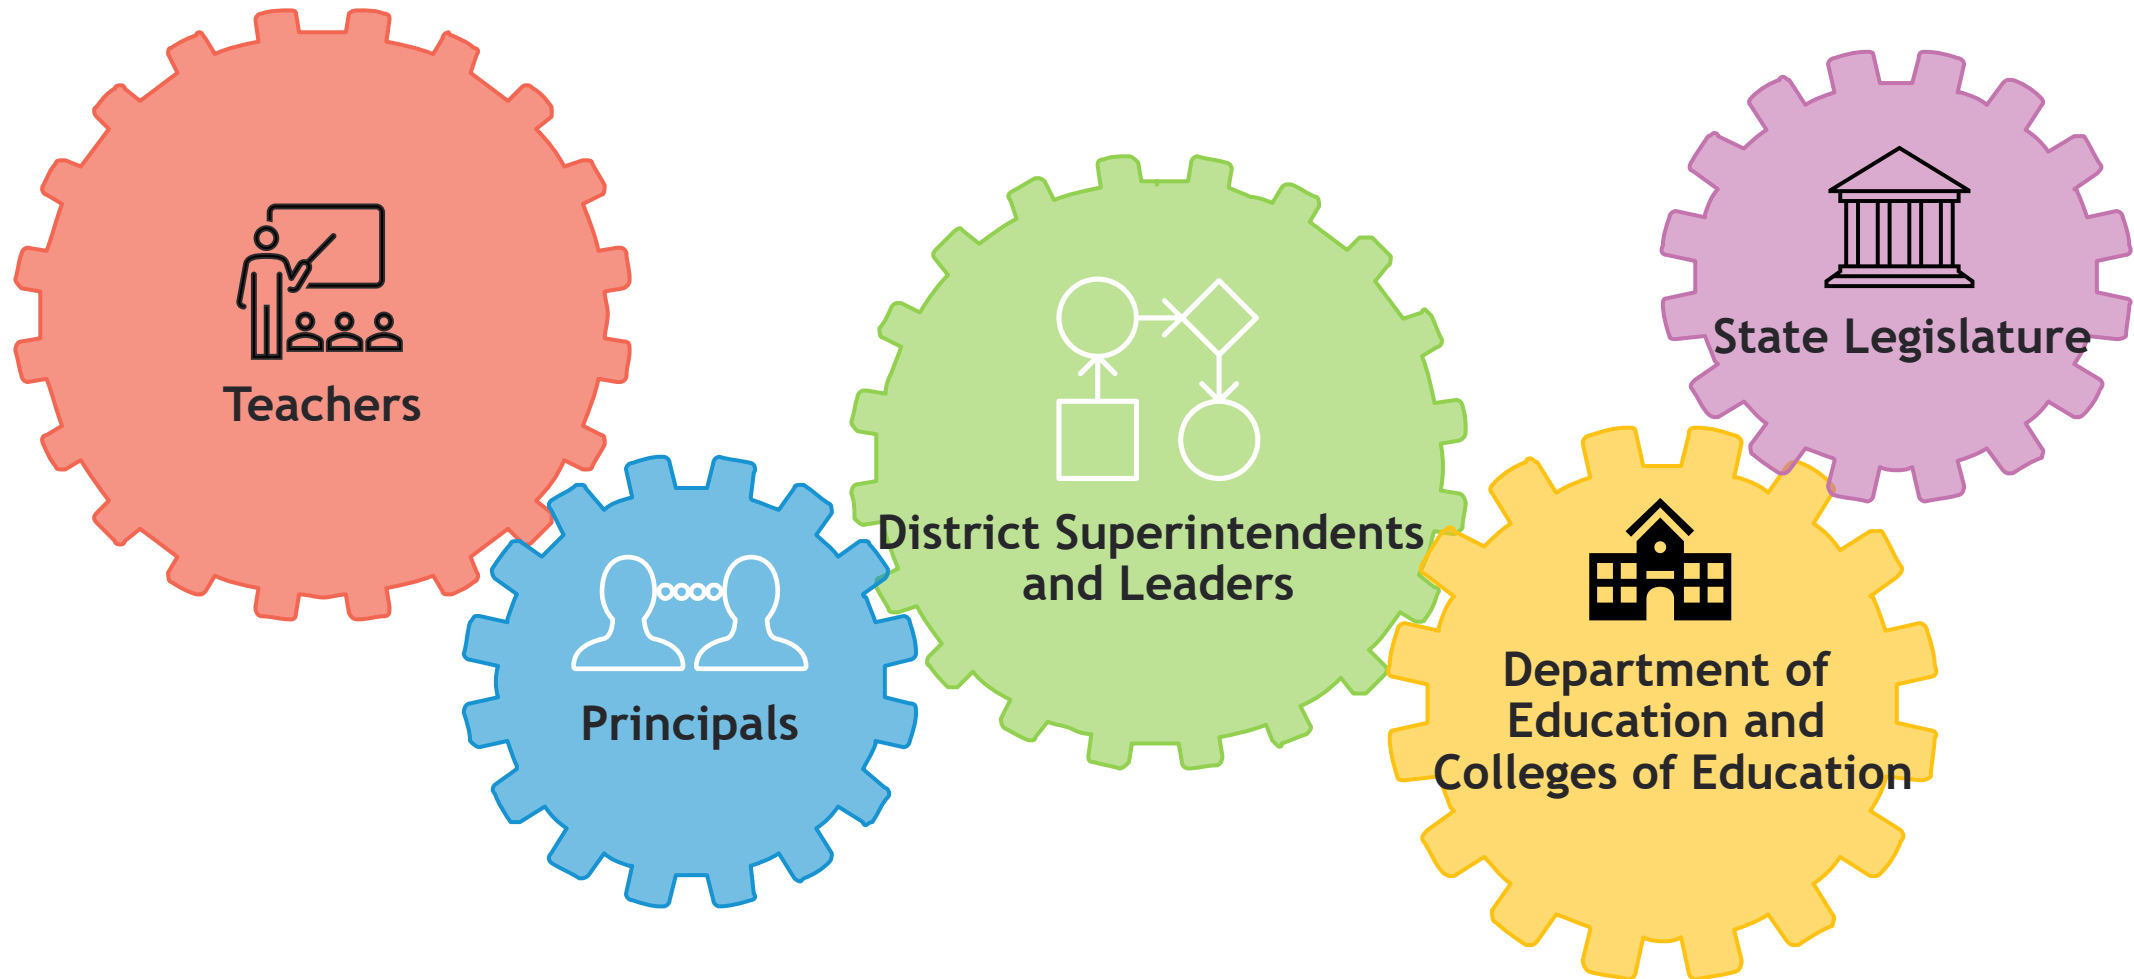 Teachers
Principals
District Superintendents
and Leaders
Department of
Education and
Colleges of Education
State Legislature